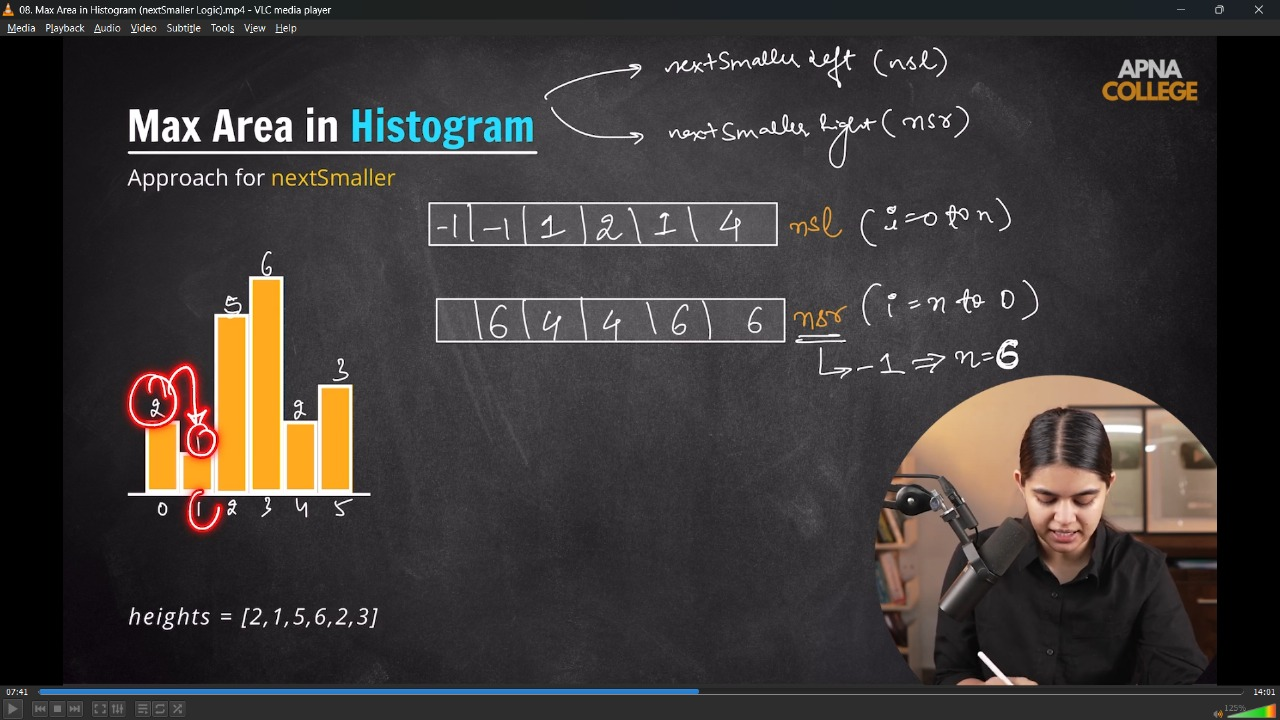 08. Max Area in Histogram (nextSmaller Logic).mp4 - VLC media player
Media Playback Audio Video Subtitle Tools View Help
nextSmaller Left (nsl)
APNA
COLLEGE
Max Area in Histogram
nextSmaller Right (nsr)
Approach for nextSmaller
-1 | -1 | 1 | 2 | 1 | 4 nsl (i=0 to n)
6 | 4 | 4 | 6 | 6 nsr (i=n to 0)
-1 ⇒ n=6
6
5
3
2
2
1
0 1 2 3 4 5
heights = [2,1,5,6,2,3]
07:41
14:01
125%